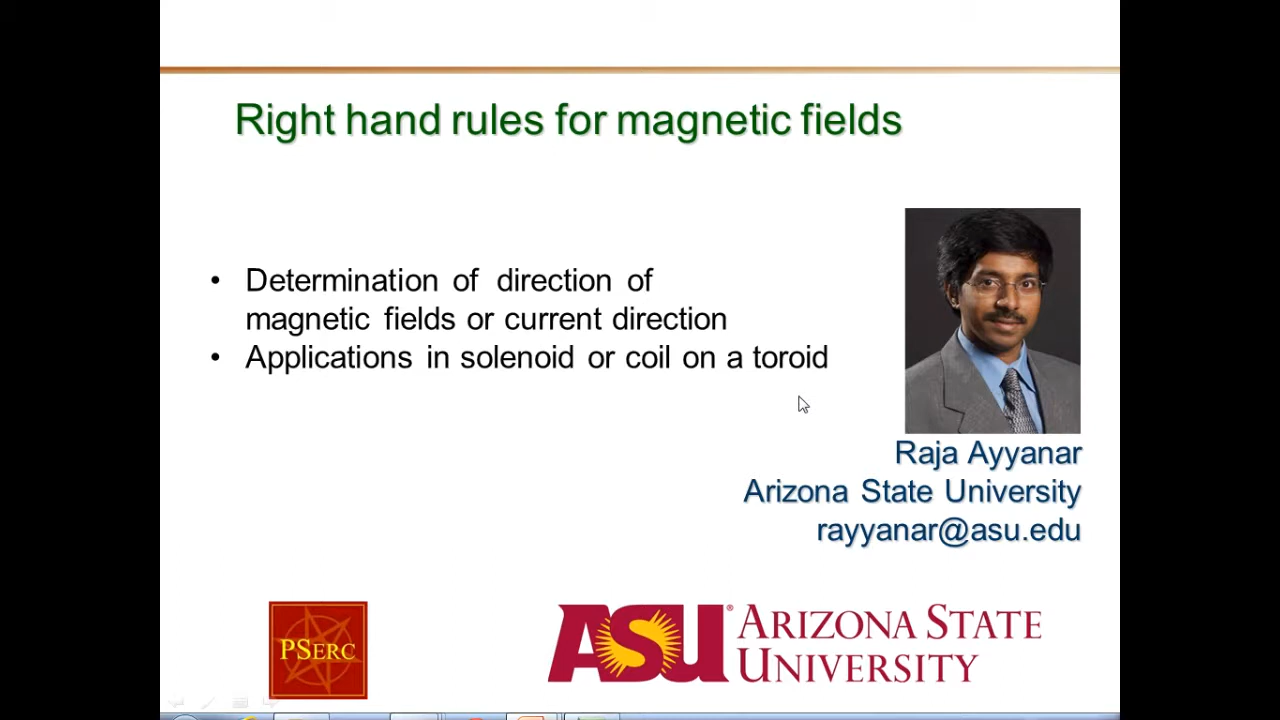 Right hand rules for magnetic fields
• Determination of direction of
magnetic fields or current direction
• Applications in solenoid or coil on a toroid
Raja Ayyanar
Arizona State University
rayyanar@asu.edu
PSERC
ASU® ARIZONA STATE
UNIVERSITY